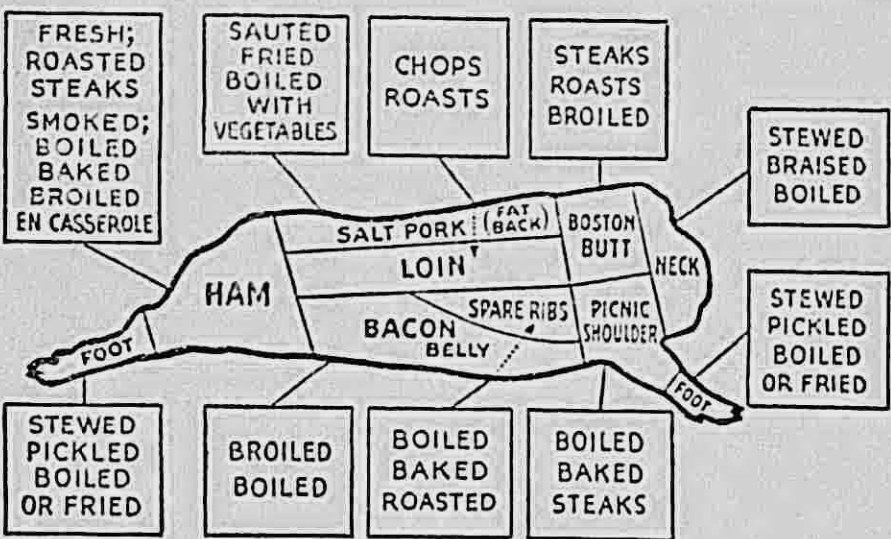 FRESH;
ROASTED
STEAKS
SMOKED;
BOILED
BAKED
BROILED
EN CASSEROLE
SAUTED
FRIED
BOILED
WITH
VEGETABLES
CHOPS
ROASTS
STEAKS
ROASTS
BROILED
STEWED
BRAISED
BOILED
SALT PORK
(FAT
BACK)
LOIN
HAM
BOSTON
BUTT
NECK
SPARE RIBS
BACON
BELLY
PICNIC
SHOULDER
FOOT
FOOT
STEWED
PICKLED
BOILED
OR FRIED
STEWED
PICKLED
BOILED
OR FRIED
BROILED
BOILED
BOILED
BAKED
ROASTED
BOILED
BAKED
STEAKS